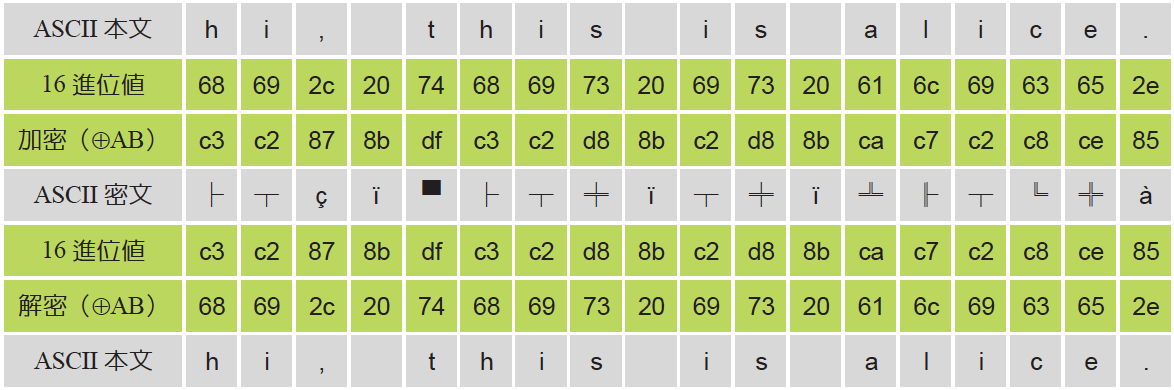 ASCII 本文 h i , t h i s i s a l i c e .
16 進位值 68 69 2c 20 74 68 69 73 20 69 73 20 61 6c 69 63 65 2e
加密（⊕AB） c3 c2 87 8b df c3 c2 d8 8b c2 d8 8b ca c7 c2 c8 ce 85
ASCII 密文 ├ ┬ ç ï ▀ ├ ┬ ╪ ï ┬ ╪ ï ╩ ╟ ┬ ╚ ╬ à
16 進位值 c3 c2 87 8b df c3 c2 d8 8b c2 d8 8b ca c7 c2 c8 ce 85
解密（⊕AB） 68 69 2c 20 74 68 69 73 20 69 73 20 61 6c 69 63 65 2e
ASCII 本文 h i , t h i s i s a l i c e .